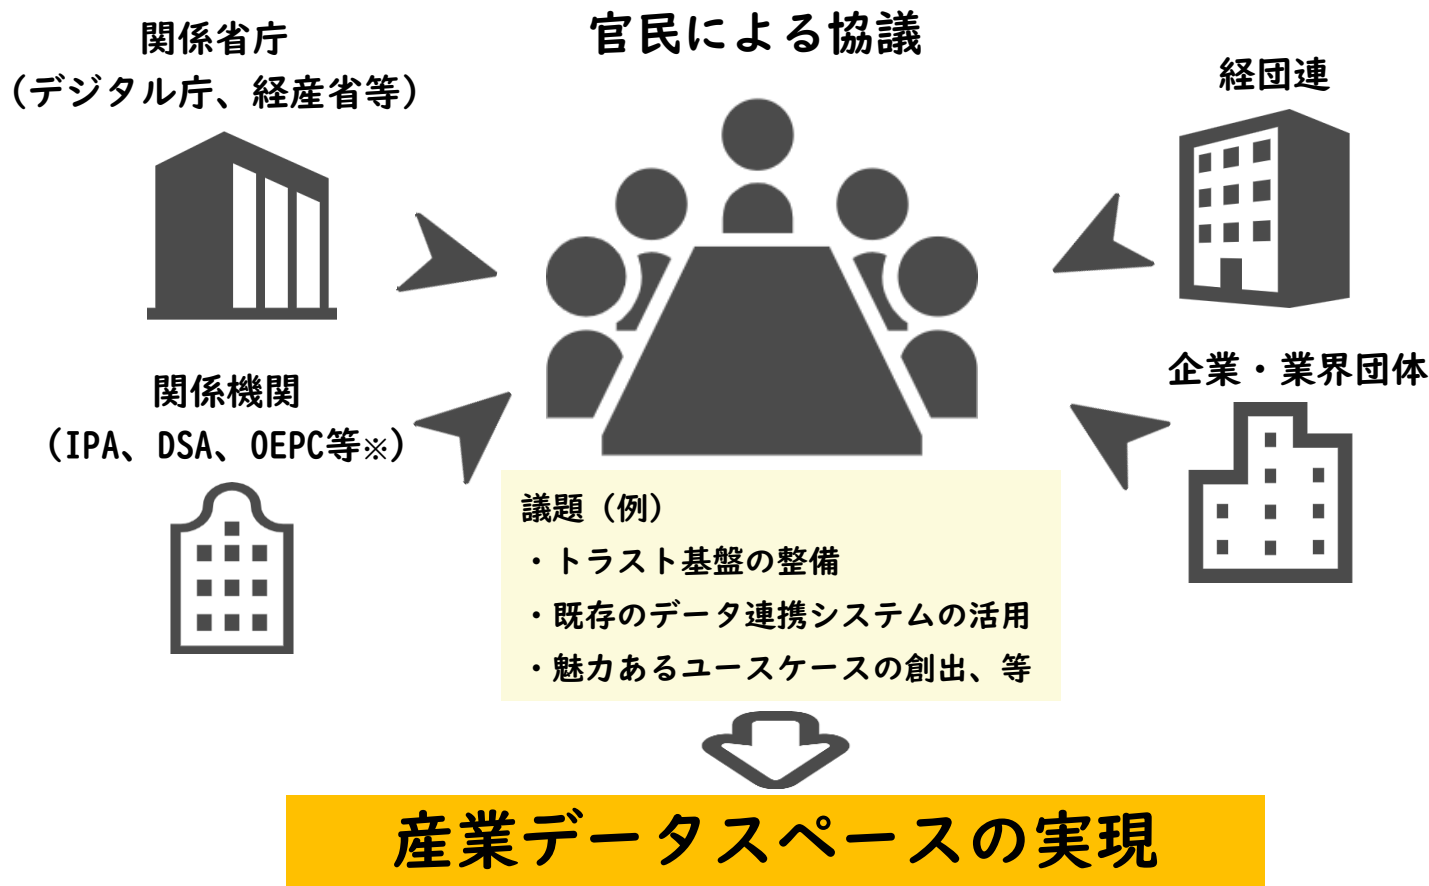 官民による協議
関係省庁
（デジタル庁、経産省等）
経団連
関係機関
（IPA、DSA、OEPC等※）
企業・業界団体
議題（例）
・トラスト基盤の整備
・既存のデータ連携システムの活用
・魅力あるユースケースの創出、等
産業データスペースの実現